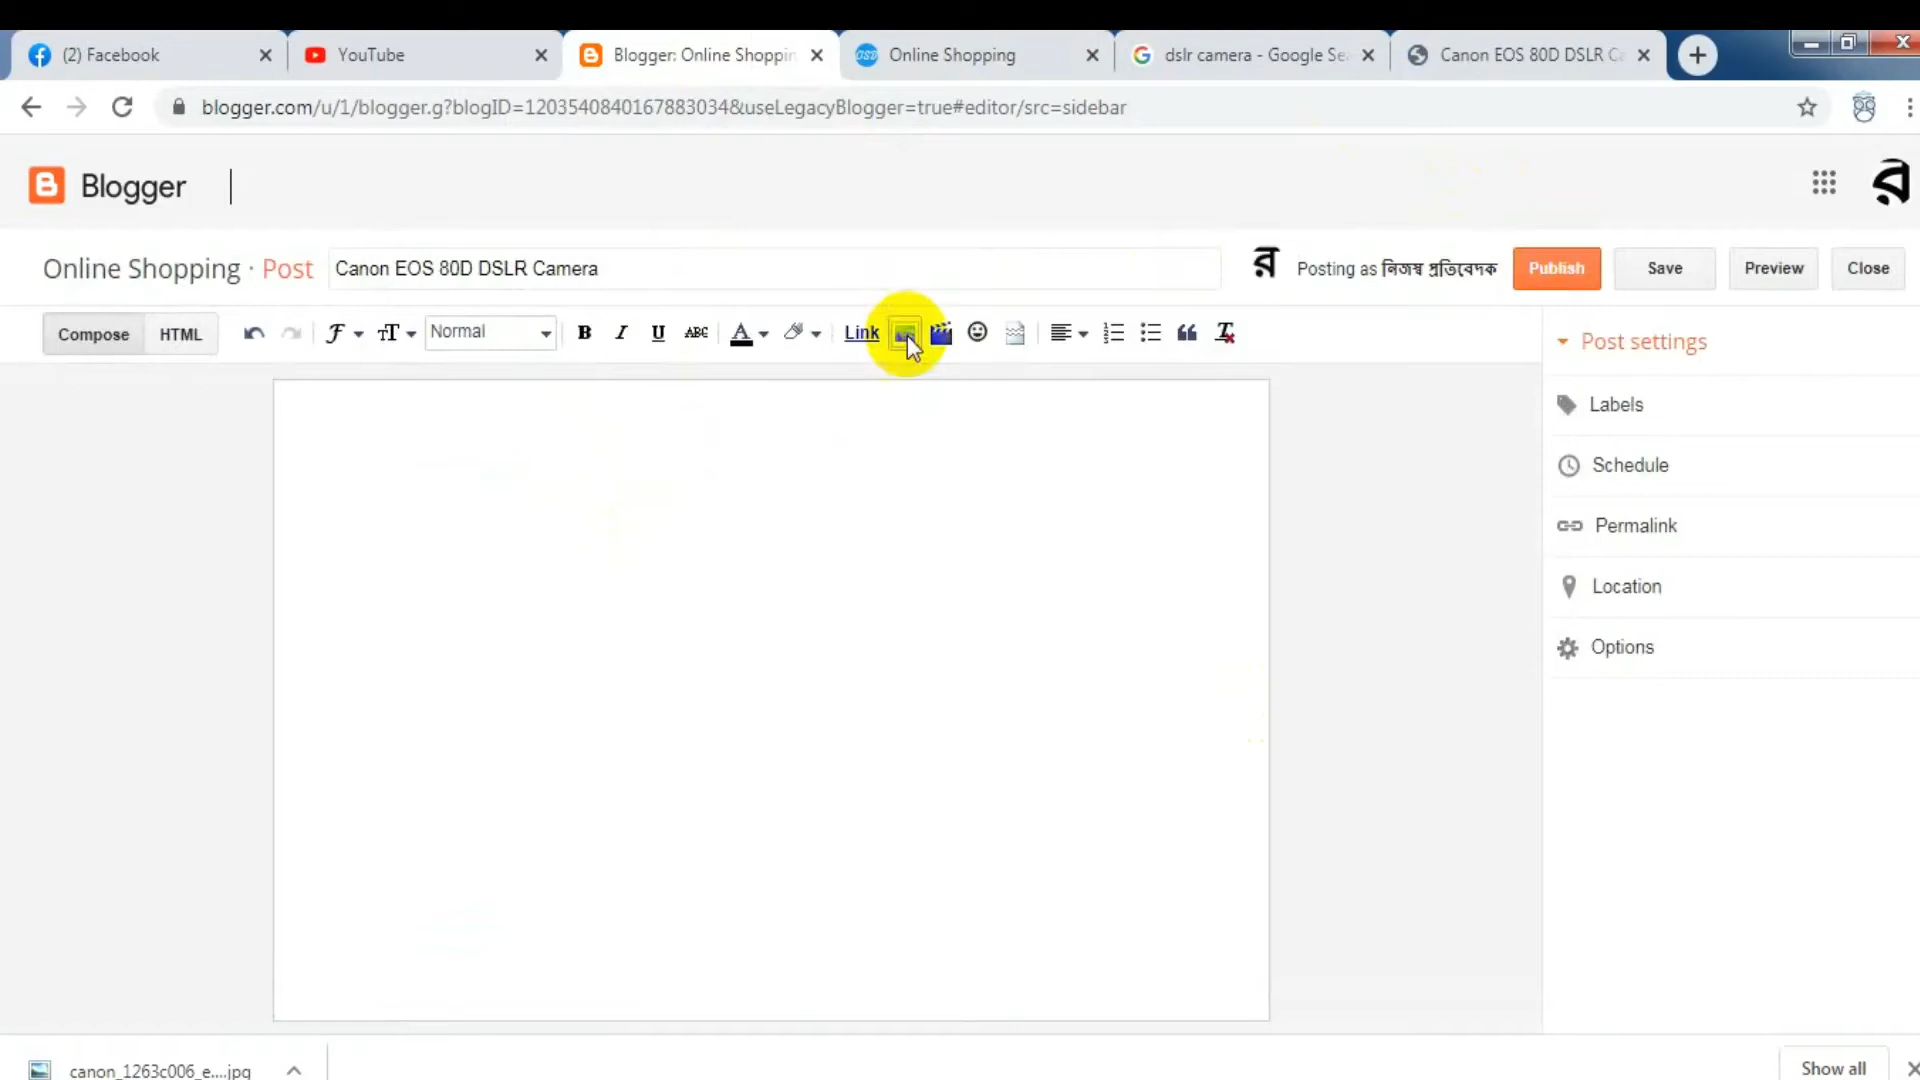 (2) Facebook
YouTube
Blogger: Online Shoppin
Online Shopping
dslr camera - Google Se
Canon EOS 80D DSLR C
blogger.com/u/1/blogger.g?blogID=1203540840167883034&useLegacyBlogger=true#editor/src=sidebar
Blogger
Online Shopping · Post
Canon EOS 80D DSLR Camera
র Posting as নিজস্ব প্রতিবেদক
Publish
Save
Preview
Close
Compose
HTML
Normal
B
I
U
ABC
A
Link
Post settings
Labels
Schedule
Permalink
Location
Options
canon_1263c006_e....jpg
Show all